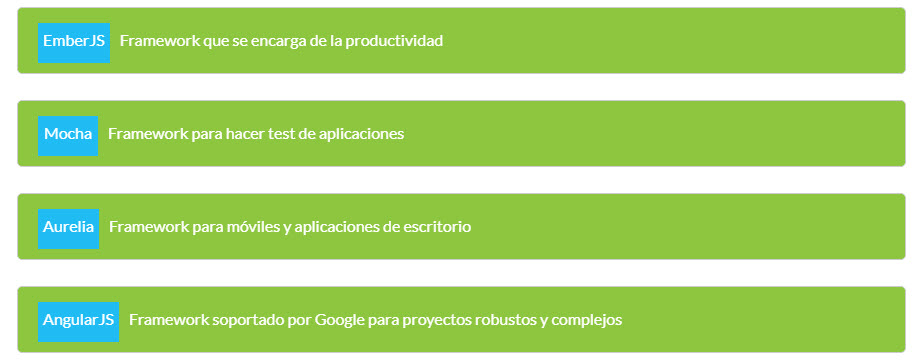 EmberJS Framework que se encarga de la productividad
Mocha Framework para hacer test de aplicaciones
Aurelia Framework para móviles y aplicaciones de escritorio
AngularJS Framework soportado por Google para proyectos robustos y complejos